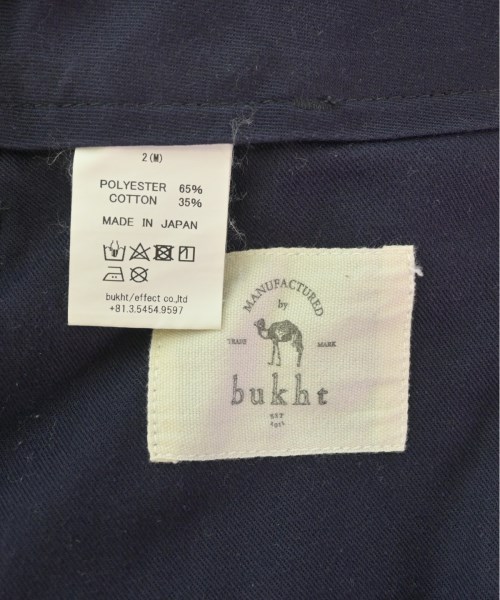 2(M)
POLYESTER 65%
COTTON 35%
MADE IN JAPAN
bukht/effect co.,ltd
+81.3.5454.9597
MANUFACTURED
by
TRADE MARK
bukht
EST